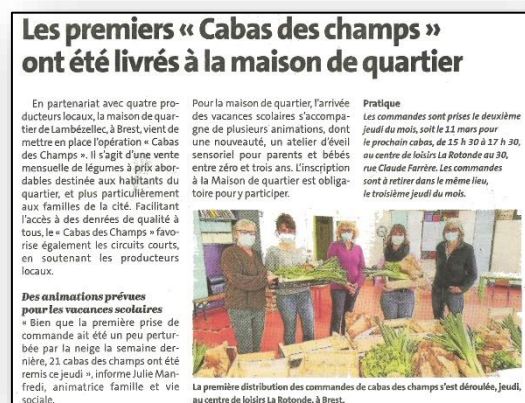 Les premiers « Cabas des champs »
ont été livrés à la maison de quartier
En partenariat avec quatre pro-
ducteurs locaux, la maison de quar-
tier de Lambézellec, à Brest, vient de
mettre en place l'opération « Cabas
des Champs ». Il s'agit d'une vente
mensuelle de légumes à prix abor-
dables destinée aux habitants du
quartier, et plus particulièrement
aux familles de la cité. Facilitant
l'accès à des denrées de qualité à
tous, le « Cabas des Champs » favo-
rise également les circuits courts,
en soutenant les producteurs
locaux.
Des animations prévues
pour les vacances scolaires
« Bien que la première prise de
commande ait été un peu pertur-
bée par la neige la semaine der-
nière, 21 cabas des champs ont été
remis ce jeudi », informe Julie Man-
fredi, animatrice famille et vie
sociale.
Pour la maison de quartier, l'arrivée
des vacances scolaires s'accompa-
gne de plusieurs animations, dont
une nouveauté, un atelier d'éveil
sensoriel pour parents et bébés
entre zéro et trois ans. L'inscription
à la Maison de quartier est obliga-
toire pour y participer.
Pratique
Les commandes sont prises le deuxième
jeudi du mois, soit le 11 mars pour
le prochain cabas, de 15 h 30 à 17 h 30,
au centre de loisirs La Rotonde au 30,
rue Claude Farrère. Les commandes
sont à retirer dans le même lieu,
le troisième jeudi du mois.
La première distribution des commandes de cabas des champs s'est déroulée, jeudi,
au centre de loisirs La Rotonde, à Brest.